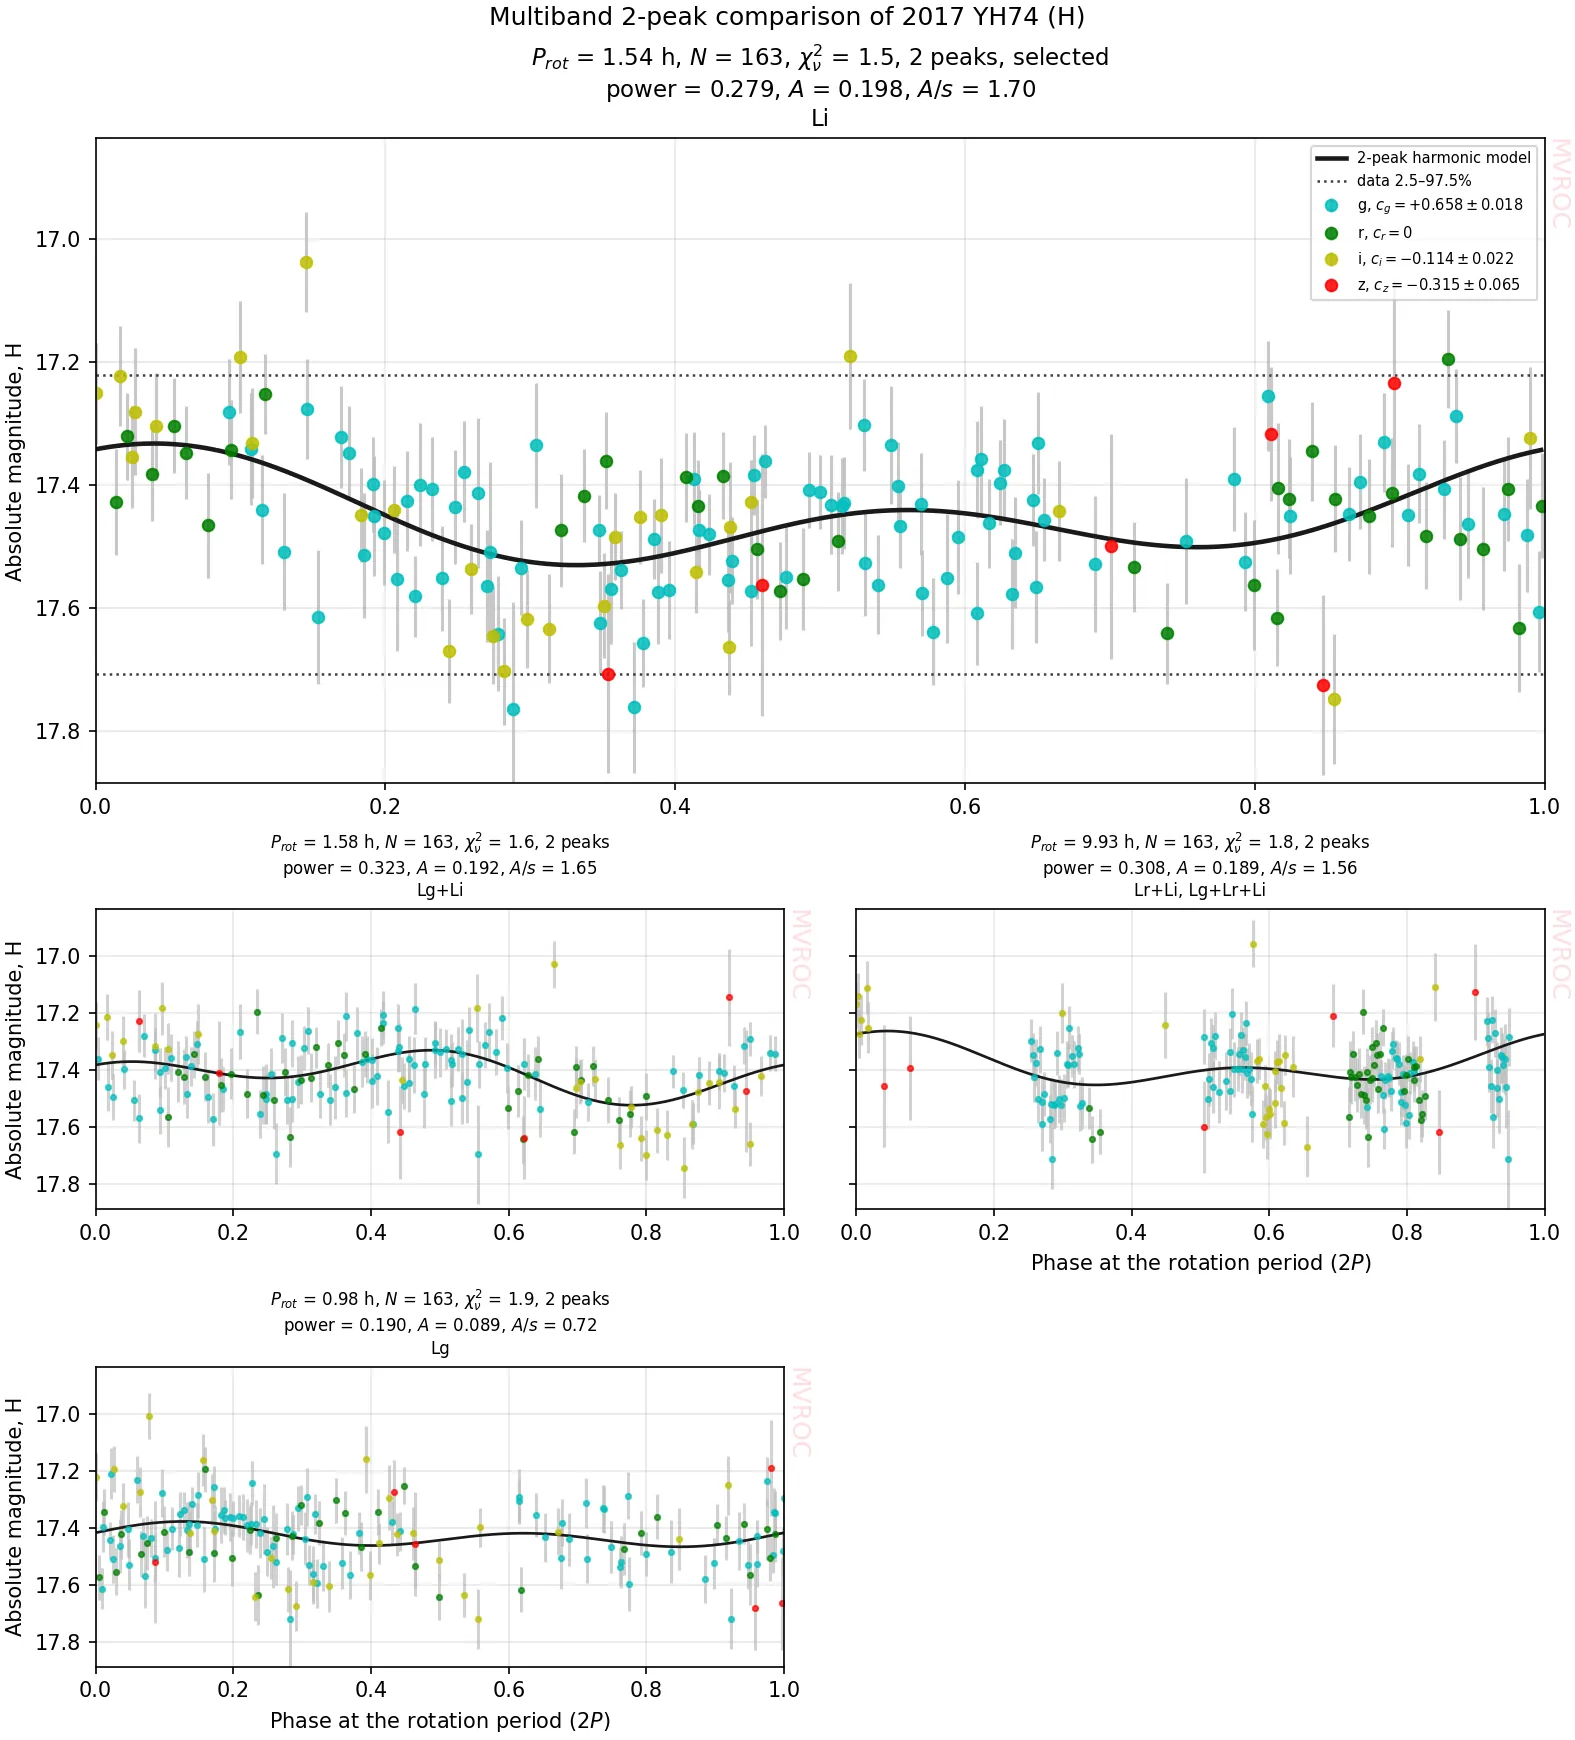 Multiband 2-peak comparison of 2017 YH74 (H)
P_rot = 1.54 h, N = 163, χ²_ν = 1.5, 2 peaks, selected
power = 0.279, A = 0.198, A/s = 1.70
Li
2-peak harmonic model
data 2.5–97.5%
g, c_g = +0.658 ± 0.018
r, c_r = 0
i, c_i = −0.114 ± 0.022
z, c_z = −0.315 ± 0.065
MVROC
Absolute magnitude, H
17.0
17.2
17.4
17.6
17.8
0.0 0.2 0.4 0.6 0.8 1.0
P_rot = 1.58 h, N = 163, χ²_ν = 1.6, 2 peaks
power = 0.323, A = 0.192, A/s = 1.65
Lg+Li
MVROC
Absolute magnitude, H
17.0
17.2
17.4
17.6
17.8
0.0 0.2 0.4 0.6 0.8 1.0
P_rot = 9.93 h, N = 163, χ²_ν = 1.8, 2 peaks
power = 0.308, A = 0.189, A/s = 1.56
Lr+Li, Lg+Lr+Li
MVROC
0.0 0.2 0.4 0.6 0.8 1.0
Phase at the rotation period (2P)
P_rot = 0.98 h, N = 163, χ²_ν = 1.9, 2 peaks
power = 0.190, A = 0.089, A/s = 0.72
Lg
MVROC
Absolute magnitude, H
17.0
17.2
17.4
17.6
17.8
0.0 0.2 0.4 0.6 0.8 1.0
Phase at the rotation period (2P)